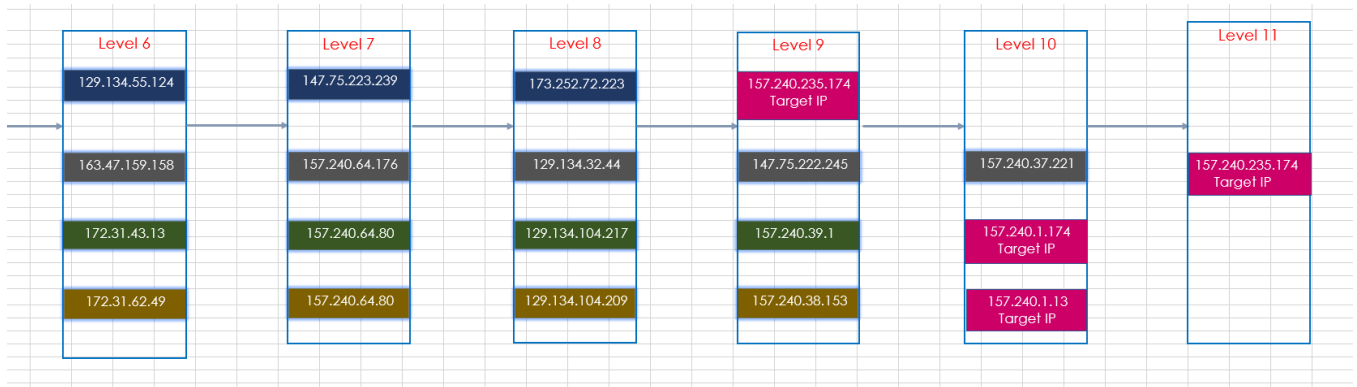 Level 6
129.134.55.124
163.47.159.158
172.31.43.13
172.31.62.49
Level 7
147.75.223.239
157.240.64.176
157.240.64.80
157.240.64.80
Level 8
173.252.72.223
129.134.32.44
129.134.104.217
129.134.104.209
Level 9
157.240.235.174
Target IP
147.75.222.245
157.240.39.1
157.240.38.153
Level 10
157.240.37.221
157.240.1.174
Target IP
157.240.1.13
Target IP
Level 11
157.240.235.174
Target IP